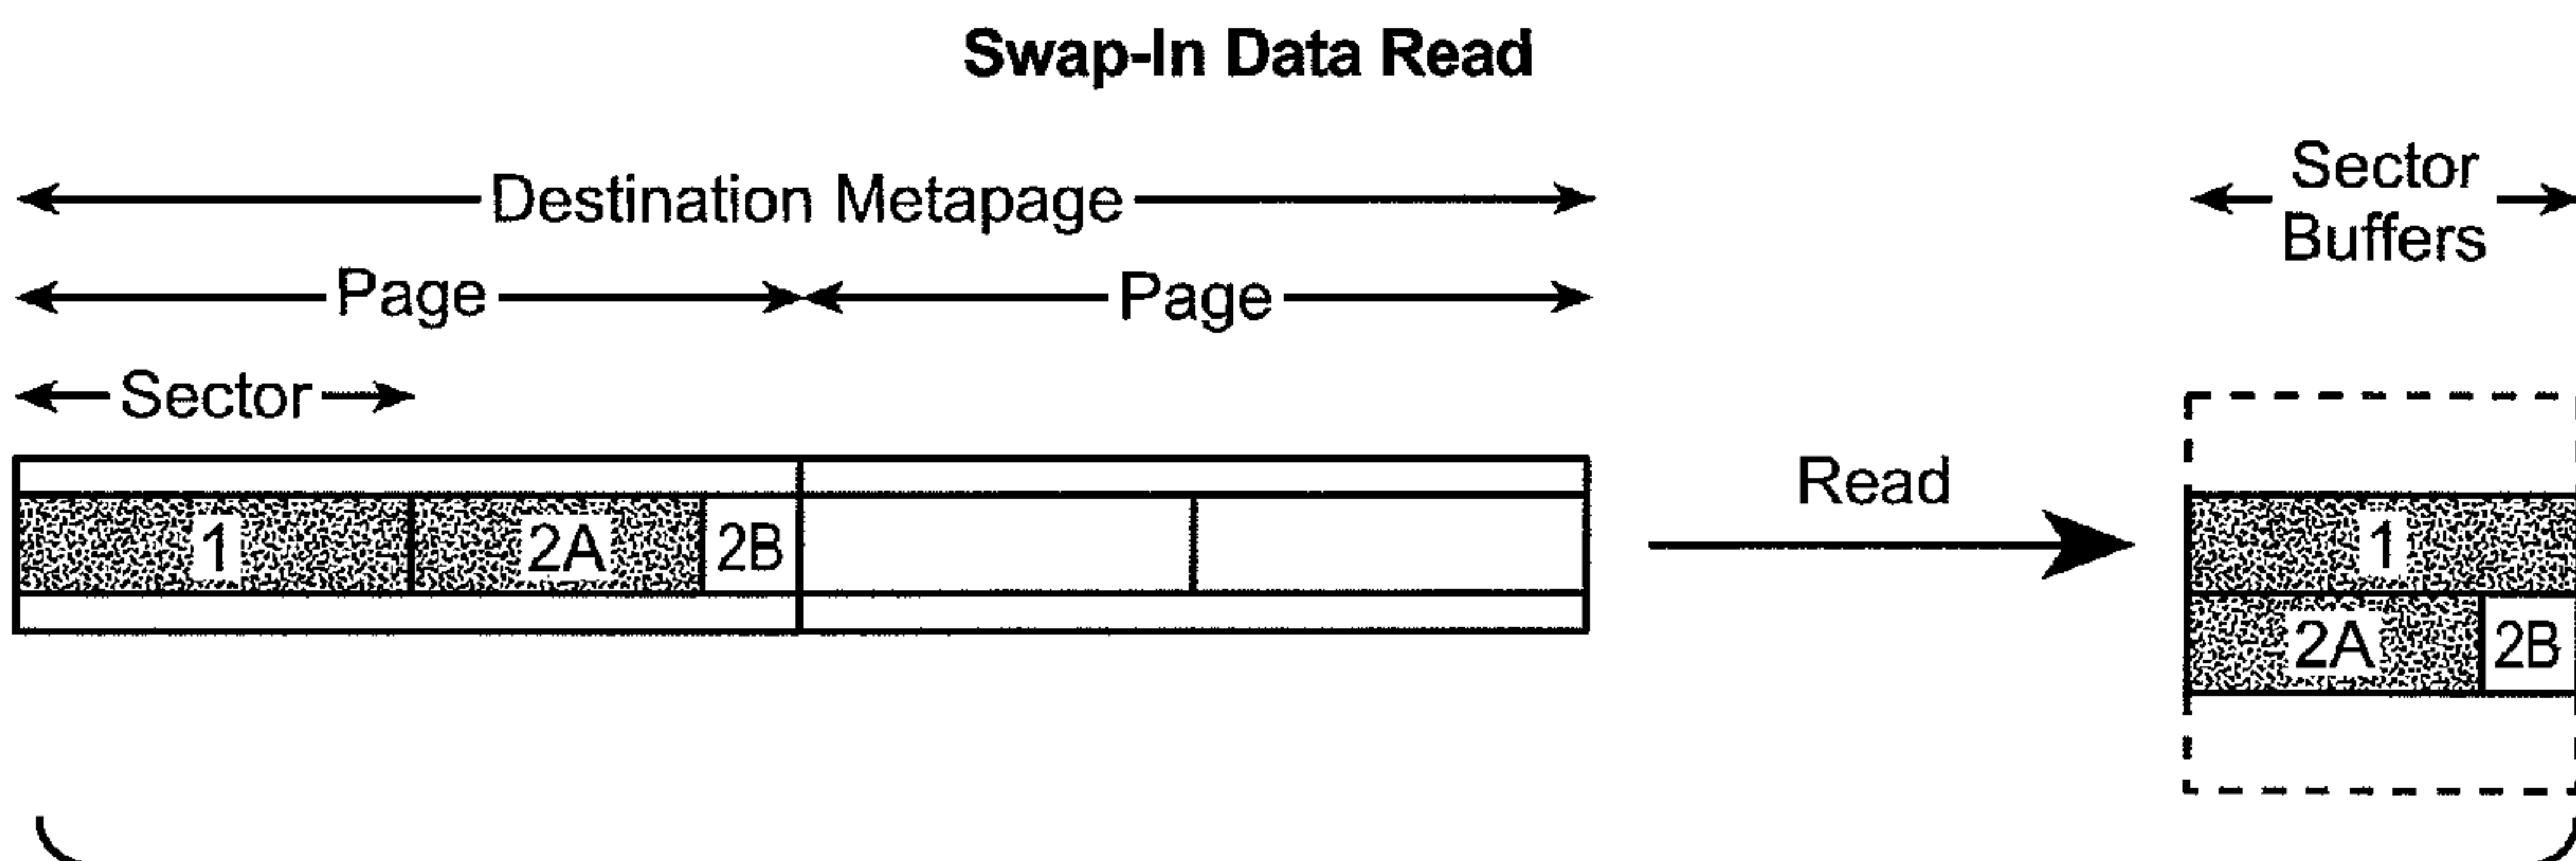 Swap-In Data Read
Destination Metapage
Sector
Buffers
Page Page
Sector
Read
1 2A 2B
1
2A 2B